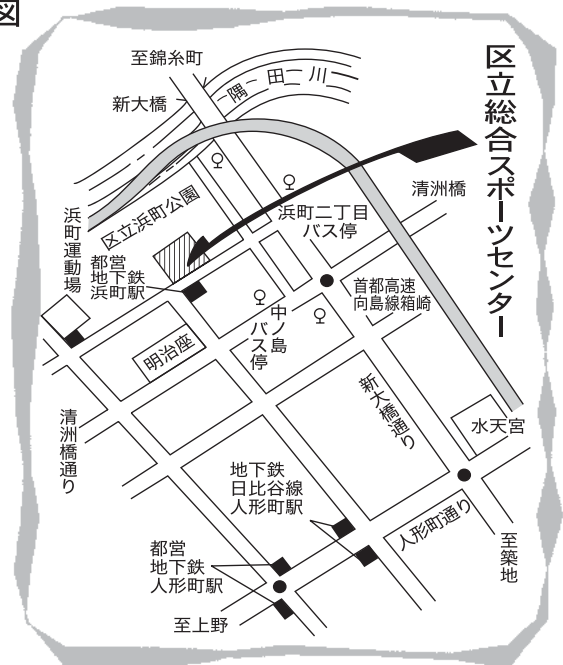 図
至錦糸町
新大橋
隅田川
区立総合スポーツセンター
清洲橋
区立浜町公園
浜町二丁目
バス停
浜町運動場
都営
地下鉄
浜町駅
首都高速
向島線箱崎
中ノ島
バス停
明治座
新大橋通り
清洲橋通り
水天宮
地下鉄
日比谷線
人形町駅
人形町通り
至築地
都営
地下鉄
人形町駅
至上野